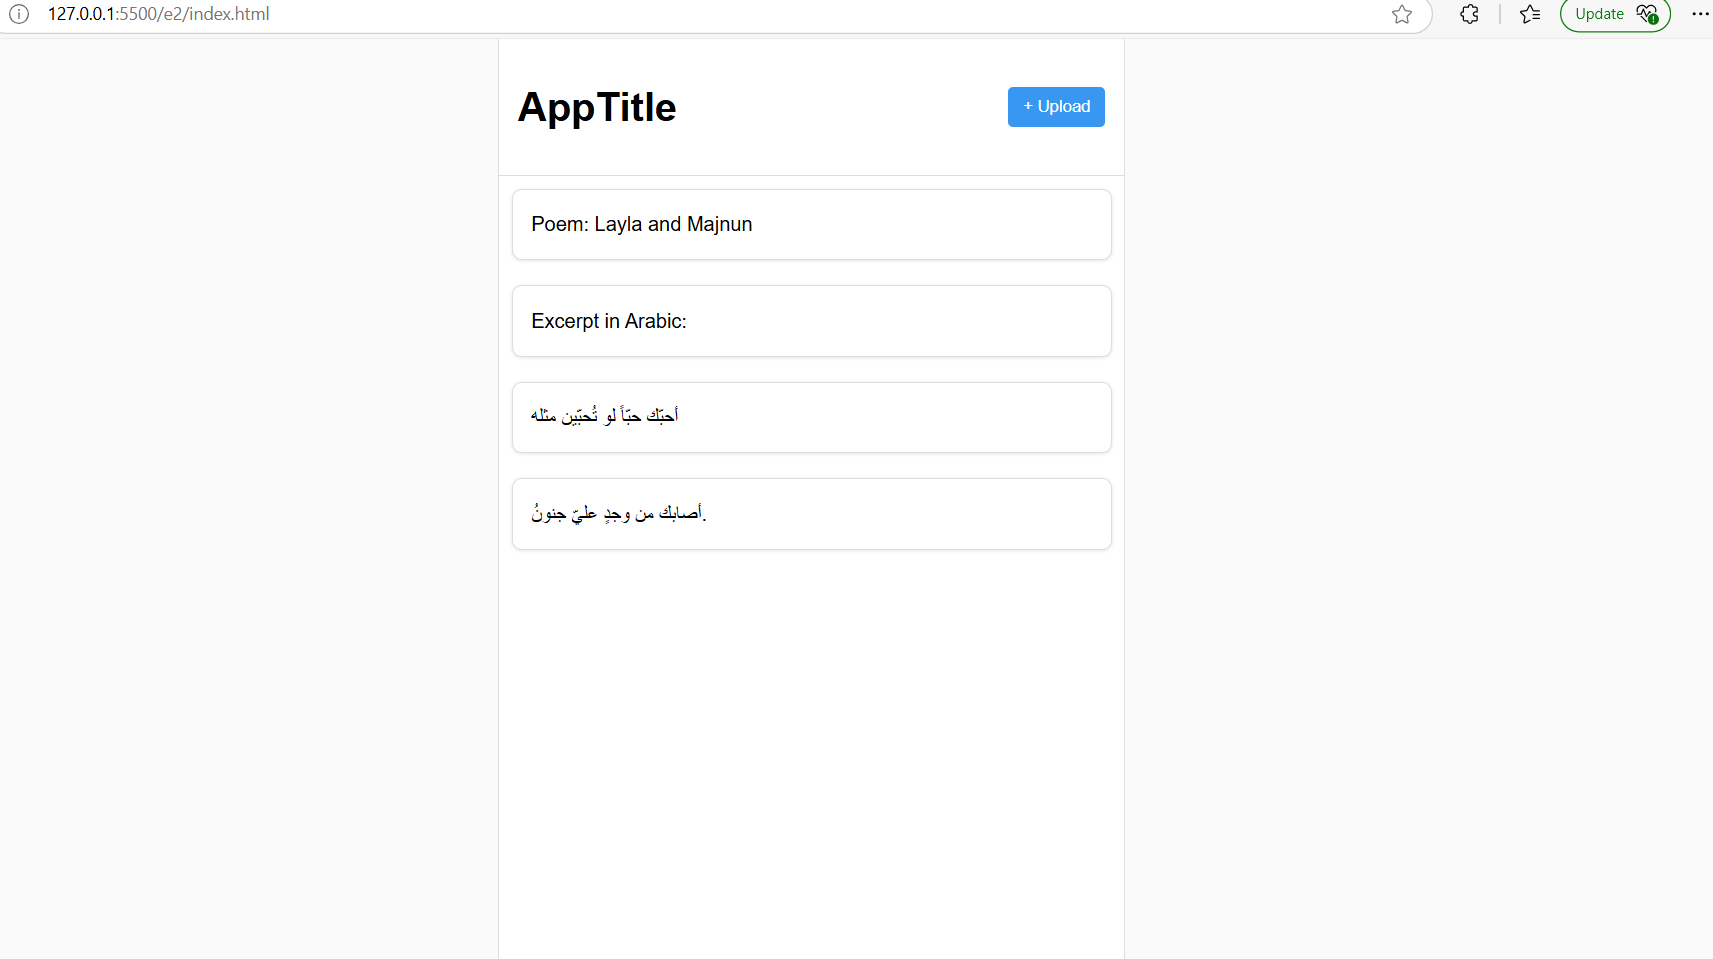 127.0.0.1:5500/e2/index.html
Update
AppTitle
+ Upload
Poem: Layla and Majnun
Excerpt in Arabic:
أحبّك حبّاً لو تُحبّين مثله
أصابك من وجدٍ عليّ جنونُ.